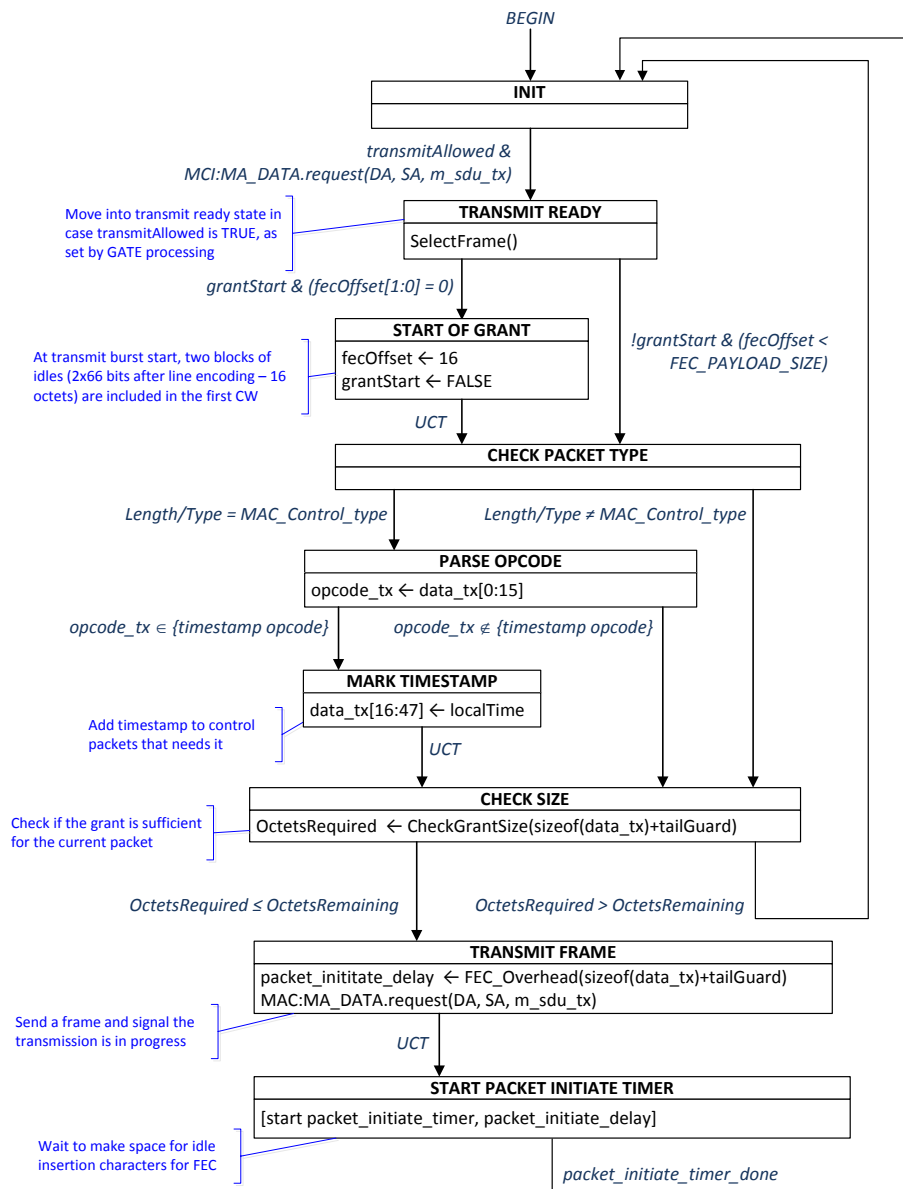 BEGIN
INIT
transmitAllowed &
MCI:MA_DATA.request(DA, SA, m_sdu_tx)
Move into transmit ready state in
case transmitAllowed is TRUE, as
set by GATE processing
TRANSMIT READY
SelectFrame()
grantStart & (fecOffset[1:0] = 0)
!grantStart & (fecOffset <
FEC_PAYLOAD_SIZE)
At transmit burst start, two blocks of
idles (2x66 bits after line encoding – 16
octets) are included in the first CW
START OF GRANT
fecOffset ← 16
grantStart ← FALSE
UCT
CHECK PACKET TYPE
Length/Type = MAC_Control_type
Length/Type ≠ MAC_Control_type
PARSE OPCODE
opcode_tx ← data_tx[0:15]
opcode_tx ∈ {timestamp opcode}
opcode_tx ∉ {timestamp opcode}
MARK TIMESTAMP
data_tx[16:47] ← localTime
Add timestamp to control
packets that needs it
UCT
CHECK SIZE
OctetsRequired ← CheckGrantSize(sizeof(data_tx)+tailGuard)
Check if the grant is sufficient
for the current packet
OctetsRequired ≤ OctetsRemaining
OctetsRequired > OctetsRemaining
TRANSMIT FRAME
packet_inititate_delay ← FEC_Overhead(sizeof(data_tx)+tailGuard)
MAC:MA_DATA.request(DA, SA, m_sdu_tx)
Send a frame and signal the
transmission is in progress
UCT
START PACKET INITIATE TIMER
[start packet_initiate_timer, packet_initiate_delay]
Wait to make space for idle
insertion characters for FEC
packet_initiate_timer_done